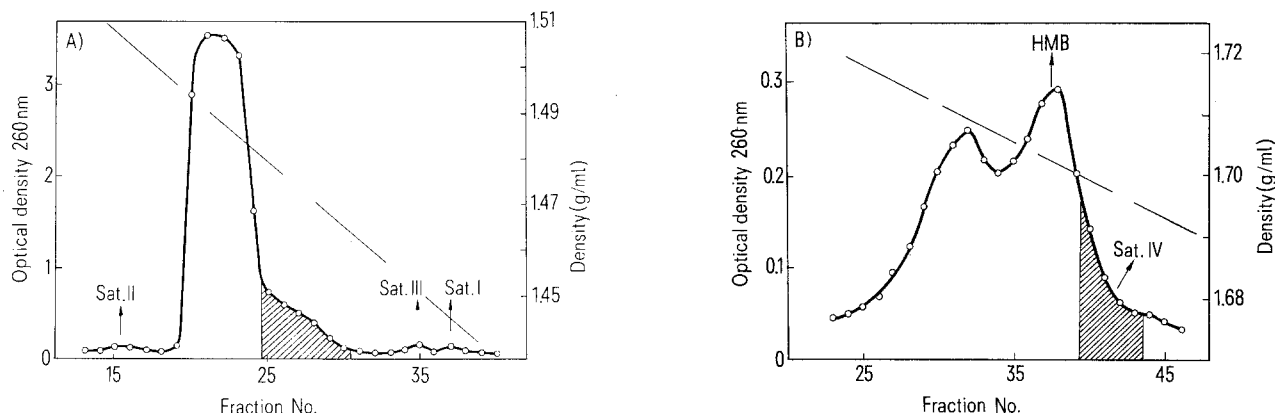 A)
Optical density 260 nm
3
2
1
0
Sat. II
Sat. III
Sat. I
1.51
1.49
1.47
1.45
Density (g/ml)
15
25
35
Fraction No.
B)
HMB
Optical density 260 nm
0.3
0.2
0.1
0
Sat. IV
1.72
1.70
1.68
Density (g/ml)
25
35
45
Fraction No.